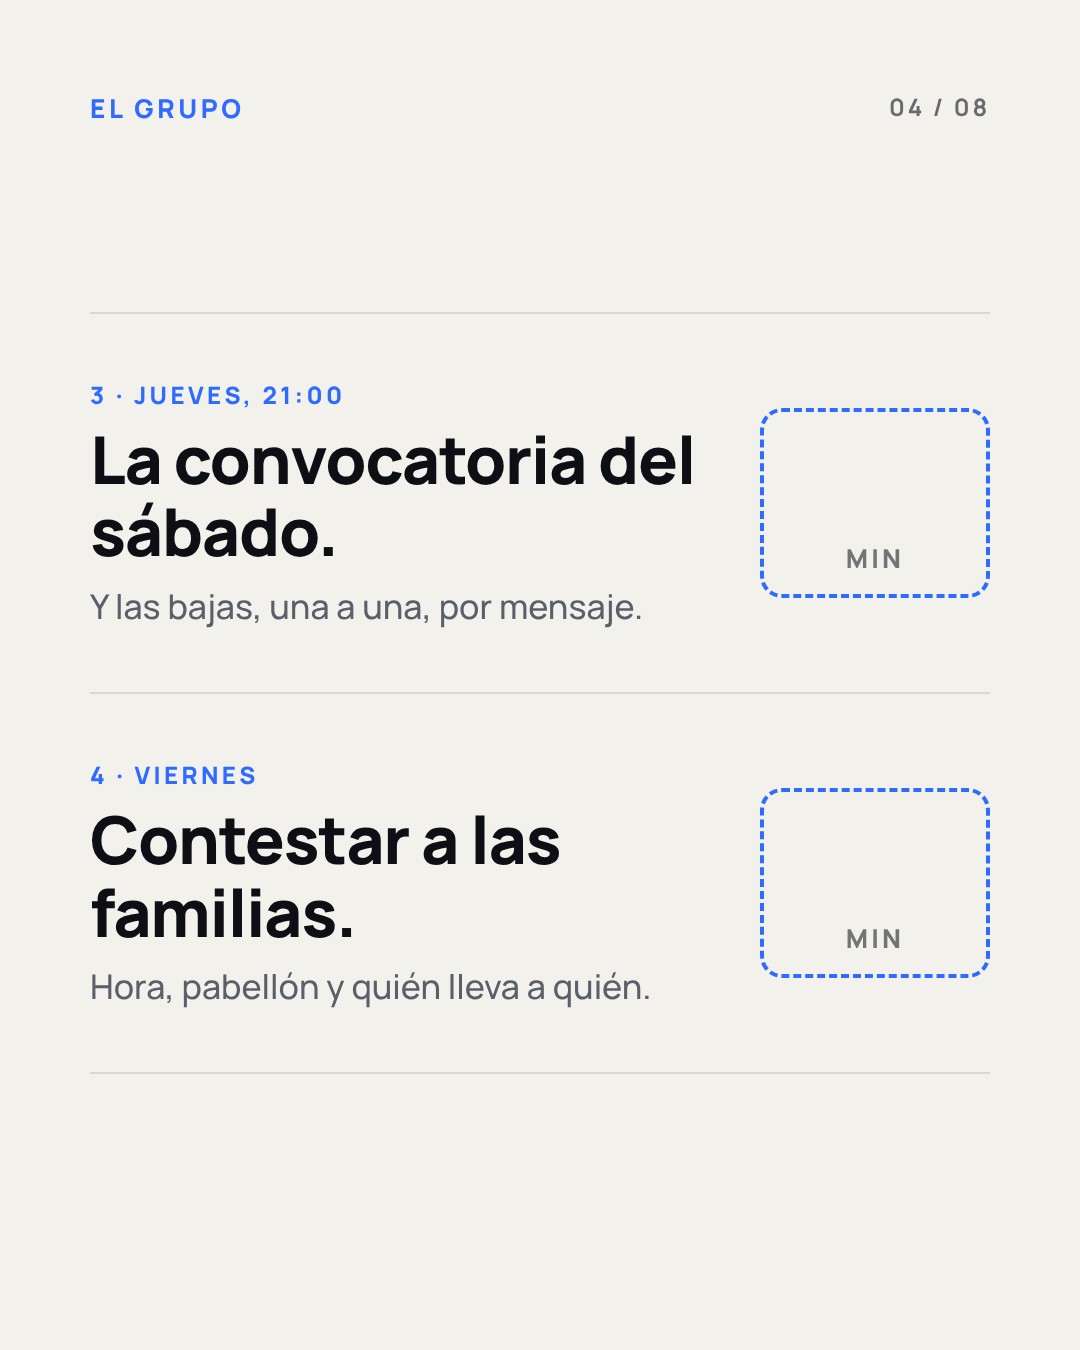 EL GRUPO
04 / 08
3 · JUEVES, 21:00
La convocatoria del
sábado.
Y las bajas, una a una, por mensaje.
MIN
4 · VIERNES
Contestar a las
familias.
Hora, pabellón y quién lleva a quién.
MIN